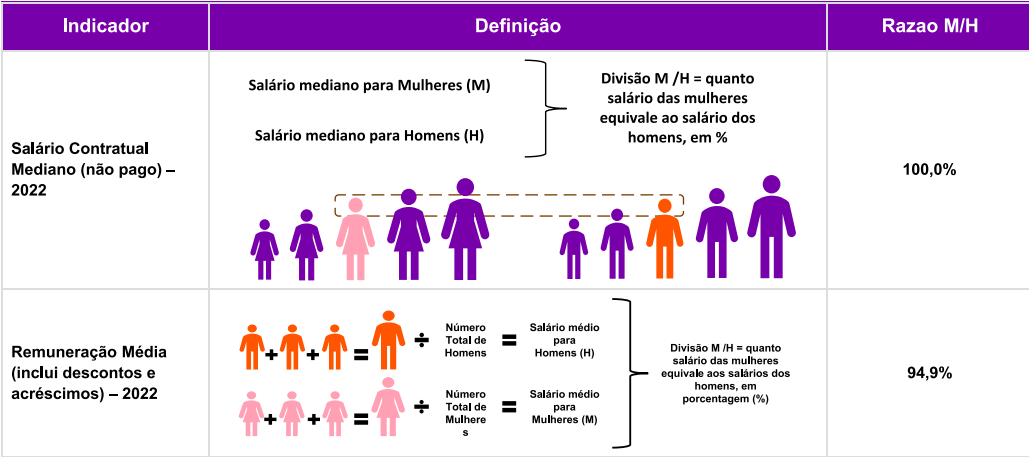 Indicador
Definição
Razao M/H
Salário Contratual
Mediano (não pago) –
2022
Salário mediano para Mulheres (M)
Salário mediano para Homens (H)
Divisão M /H = quanto
salário das mulheres
equivale ao salário dos
homens, em %
100,0%
Remuneração Média
(inclui descontos e
acréscimos) – 2022
+ + = ÷
Número
Total de
Homens
=
Salário médio
para
Homens (H)
+ + = ÷
Número
Total de
Mulhere
s
=
Salário médio
para
Mulheres (M)
Divisão M /H = quanto
salário das mulheres
equivale aos salários dos
homens, em
porcentagem (%)
94,9%